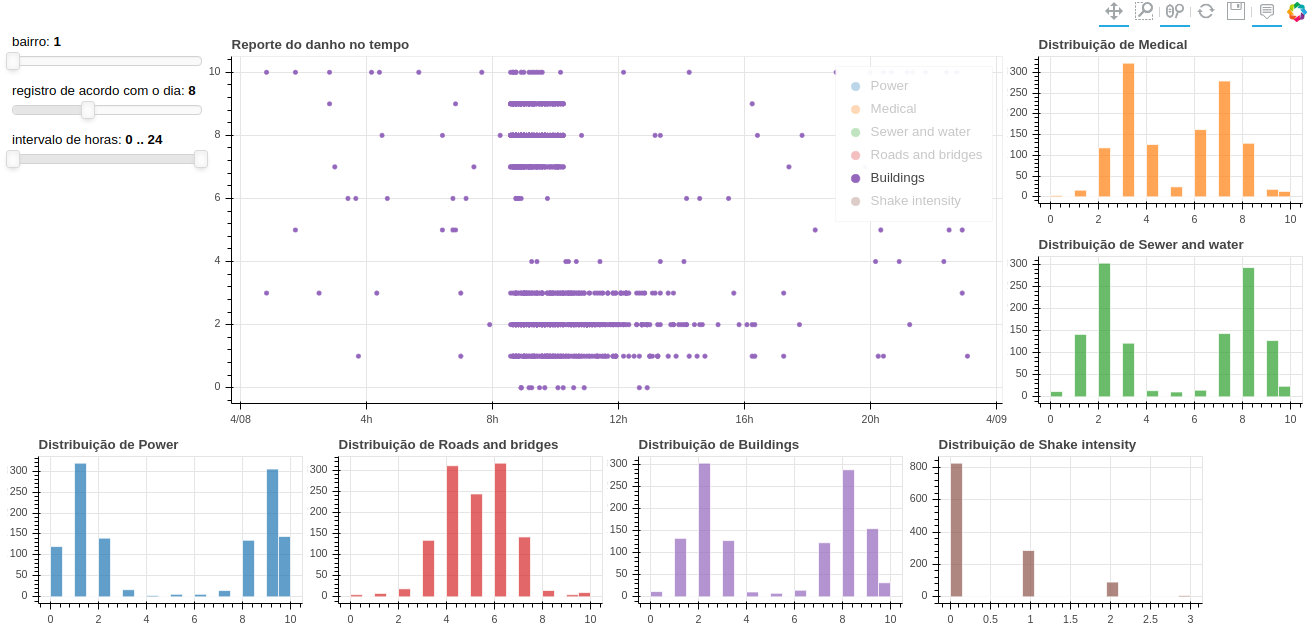 bairro: 1
registro de acordo com o dia: 8
intervalo de horas: 0 .. 24
Reporte do danho no tempo
10
8
6
4
2
0
4/08 4h 8h 12h 16h 20h 4/09
Power
Medical
Sewer and water
Roads and bridges
Buildings
Shake intensity
Distribuição de Medical
300
250
200
150
100
50
0
0 2 4 6 8 10
Distribuição de Sewer and water
300
250
200
150
100
50
0
0 2 4 6 8 10
Distribuição de Power
300
250
200
150
100
50
0
0 2 4 6 8 10
Distribuição de Roads and bridges
300
250
200
150
100
50
0
0 2 4 6 8 10
Distribuição de Buildings
300
250
200
150
100
50
0
0 2 4 6 8 10
Distribuição de Shake intensity
800
600
400
200
0
0 0.5 1 1.5 2 2.5 3